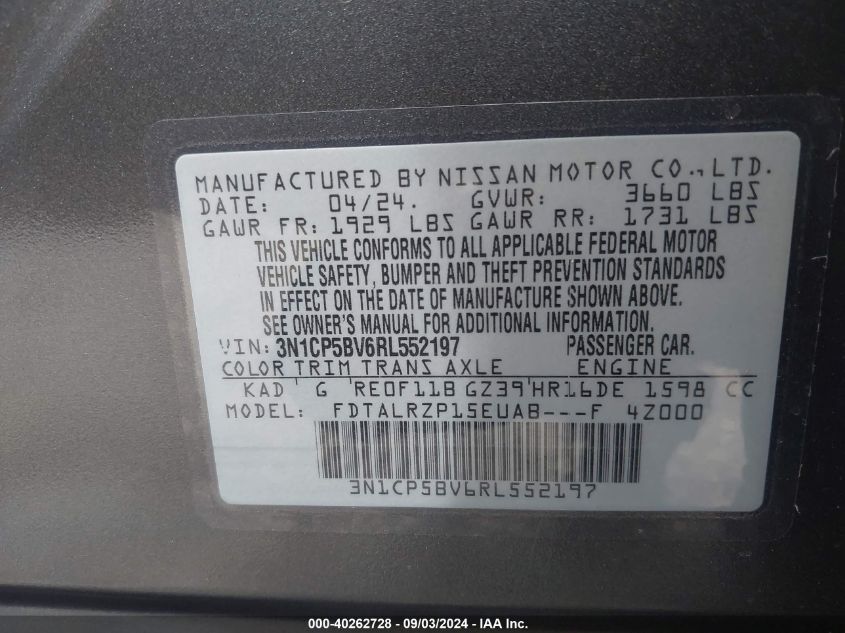 MANUFACTURED BY NISSAN MOTOR CO., LTD.
DATE: 04/24. GVWR: 3660 LBS
GAWR FR: 1929 LBS GAWR RR: 1731 LBS
THIS VEHICLE CONFORMS TO ALL APPLICABLE FEDERAL MOTOR
VEHICLE SAFETY, BUMPER AND THEFT PREVENTION STANDARDS
IN EFFECT ON THE DATE OF MANUFACTURE SHOWN ABOVE.
SEE OWNER'S MANUAL FOR ADDITIONAL INFORMATION.
VIN: 3N1CP5BV6RL552197 PASSENGER CAR.
COLOR TRIM TRANS AXLE ENGINE
KAD G RE0F11B GZ39 HR16DE 1598 CC
MODEL: FDTALRZP15EUAB---F 4Z000
3N1CP5BV6RL552197
000-40262728 - 09/03/2024 - IAA Inc.